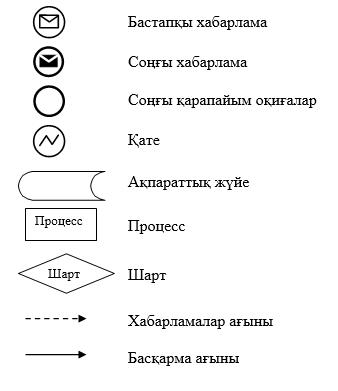 Бастапқы хабарлама
Соңғы хабарлама
Соңғы қарапайым оқиғалар
Қате
Ақпараттық жүйе
Процесс
Процесс
Шарт
Шарт
Хабарламалар ағыны
Басқарма ағыны